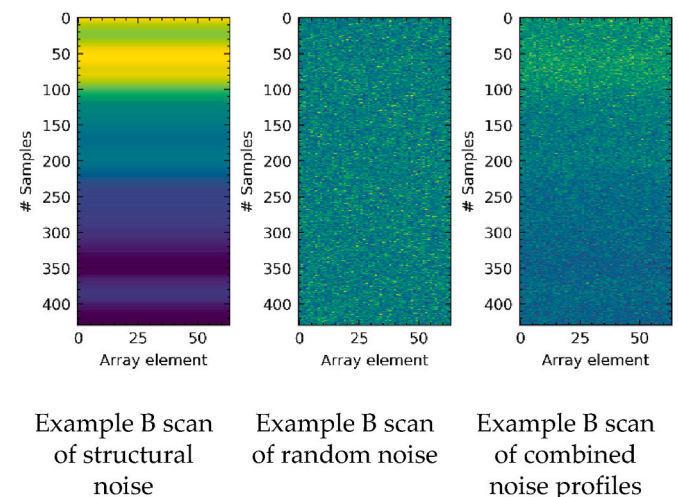 0
50
100
150
200
250
300
350
400
# Samples
0 25 50
Array element
0
50
100
150
200
250
300
350
400
# Samples
0 25 50
Array element
0
50
100
150
200
250
300
350
400
# Samples
0 25 50
Array element
Example B scan
of structural
noise
Example B scan
of random noise
Example B scan
of combined
noise profiles